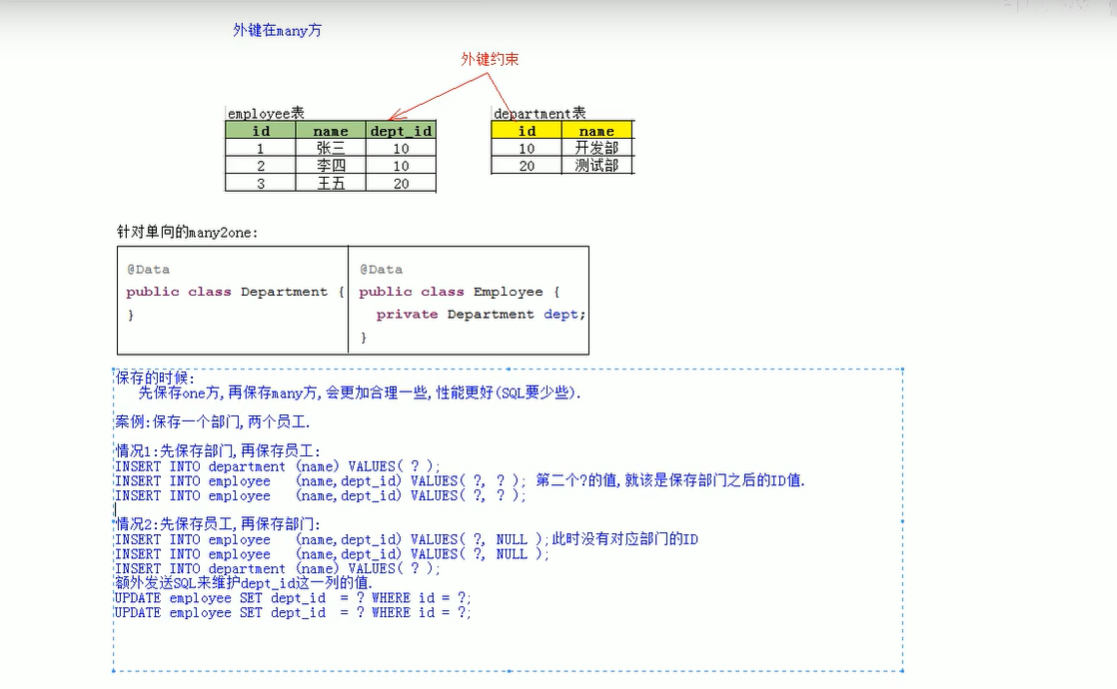 外键在many方
外键约束
employee表
id name dept_id
1 张三 10
2 李四 10
3 王五 20
department表
id name
10 开发部
20 测试部
针对单向的many2one:
@Data
public class Department {
}
@Data
public class Employee {
private Department dept;
}
保存的时候:
先保存one方,再保存many方,会更加合理一些,性能更好(SQL要少些).
案例:保存一个部门,两个员工.
情况1:先保存部门,再保存员工:
INSERT INTO department (name) VALUES( ? );
INSERT INTO employee (name,dept_id) VALUES( ?, ? ); 第二个?的值,就该是保存部门之后的ID值.
INSERT INTO employee (name,dept_id) VALUES( ?, ? );
情况2:先保存员工,再保存部门:
INSERT INTO employee (name,dept_id) VALUES( ?, NULL );此时没有对应部门的ID
INSERT INTO employee (name,dept_id) VALUES( ?, NULL );
INSERT INTO department (name) VALUES( ? );
额外发送SQL来维护dept_id这一列的值.
UPDATE employee SET dept_id = ? WHERE id = ?;
UPDATE employee SET dept_id = ? WHERE id = ?;